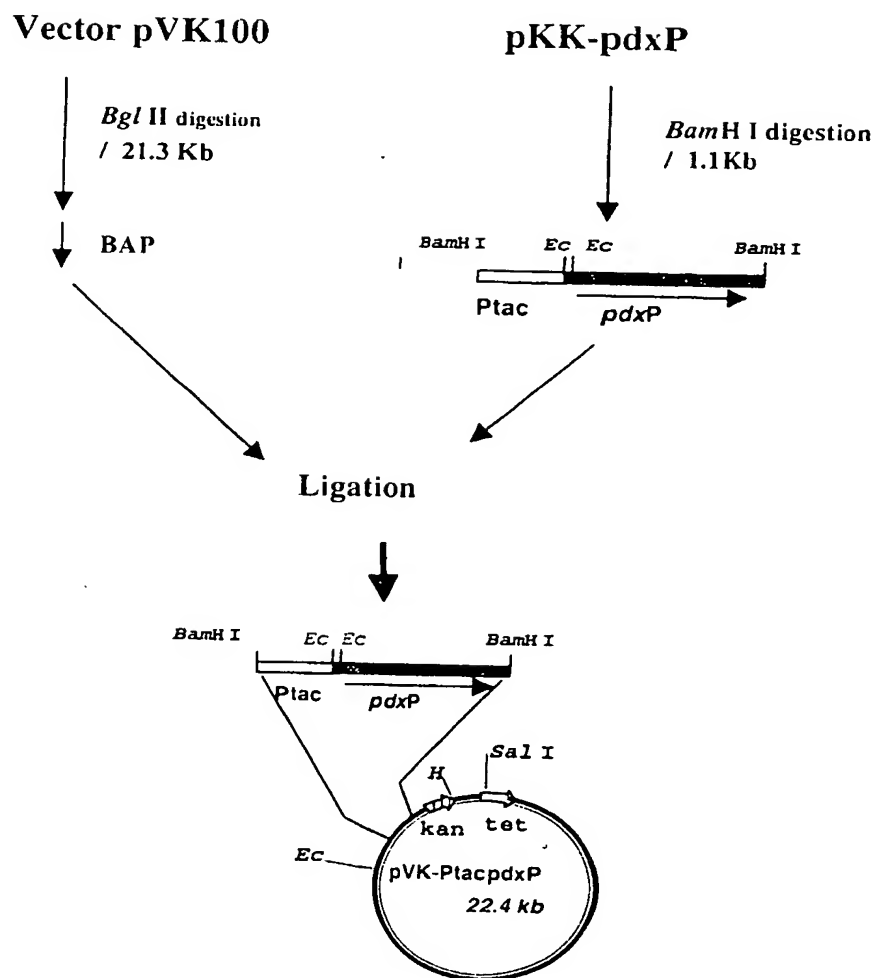 Vector pVK100
pKK-pdxP
Bgl II digestion
/ 21.3 Kb
BamH I digestion
/ 1.1Kb
BAP
BamH I Ec Ec BamH I
Ptac pdxP
Ligation
BamH I Ec Ec BamH I
Ptac pdxP
Sal I
H
kan tet
Ec
pVK-PtacpdxP
22.4 kb